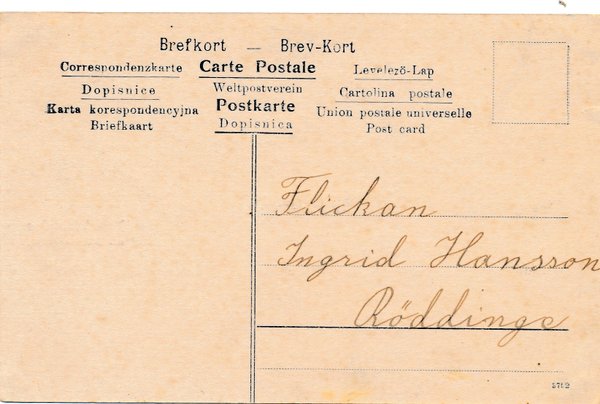 Brefkort — Brev-Kort
Correspondenzkarte Carte Postale Levelező-Lap
Dopisnice Weltpostverein Cartolina postale
Karta korespondencyjna Postkarte Union postale universelle
Briefkaart Dopisnica Post card
Flickan
Ingrid Hansson
Röddinge
5762